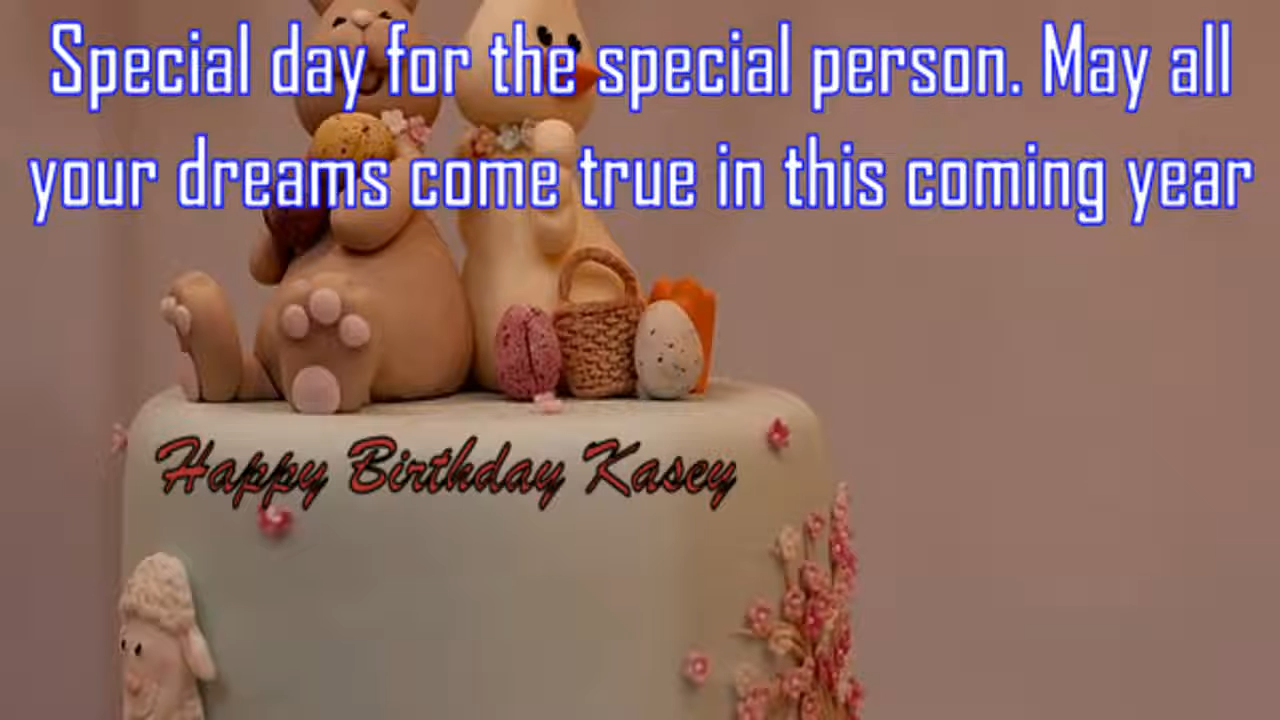 Special day for the special person. May all
your dreams come true in this coming year
Happy Birthday Kasey